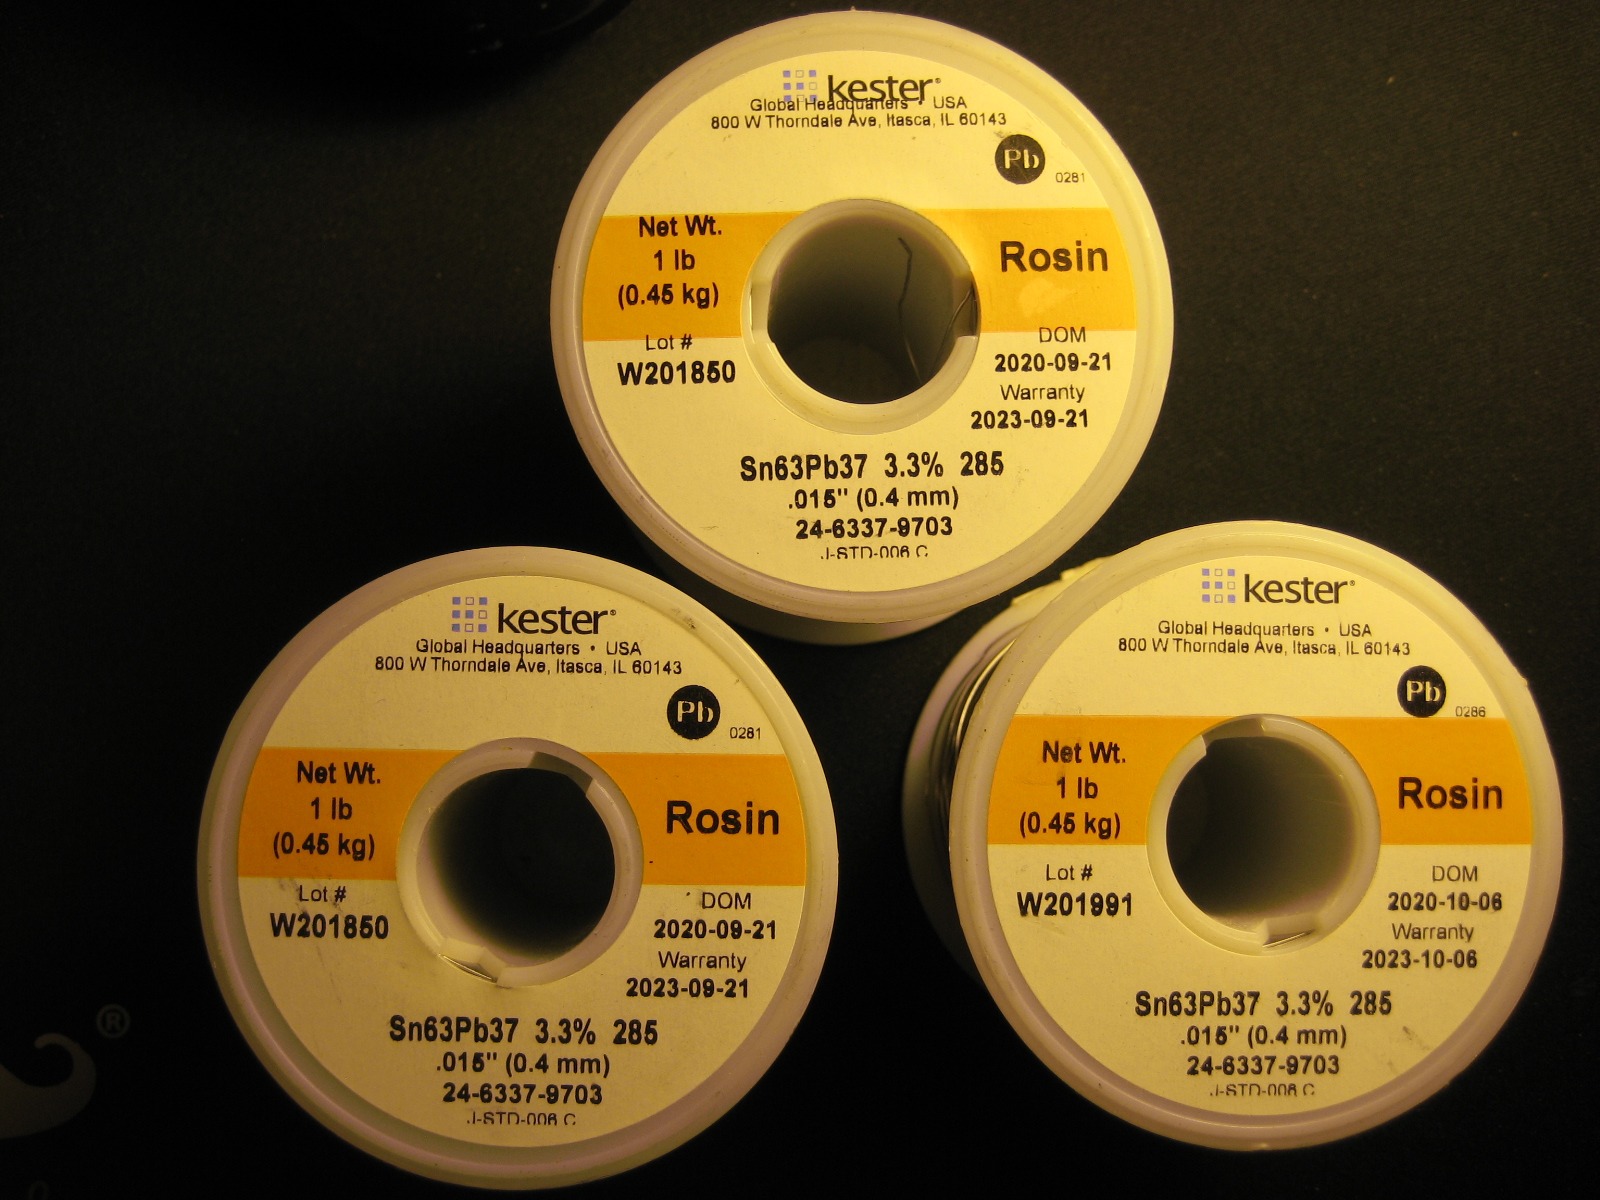 kester®
Global Headquarters • USA
800 W Thorndale Ave, Itasca, IL 60143
Pb
0281
Net Wt.
1 lb
(0.45 kg)
Rosin
Lot #
W201850
DOM
2020-09-21
Warranty
2023-09-21
Sn63Pb37 3.3% 285
.015" (0.4 mm)
24-6337-9703
J-STD-006 C
kester®
Global Headquarters • USA
800 W Thorndale Ave, Itasca, IL 60143
Pb
0281
Net Wt.
1 lb
(0.45 kg)
Rosin
Lot #
W201850
DOM
2020-09-21
Warranty
2023-09-21
Sn63Pb37 3.3% 285
.015" (0.4 mm)
24-6337-9703
J-STD-006 C
kester®
Global Headquarters • USA
800 W Thorndale Ave, Itasca, IL 60143
Pb
0286
Net Wt.
1 lb
(0.45 kg)
Rosin
Lot #
W201991
DOM
2020-10-06
Warranty
2023-10-06
Sn63Pb37 3.3% 285
.015" (0.4 mm)
24-6337-9703
J-STD-006 C
®